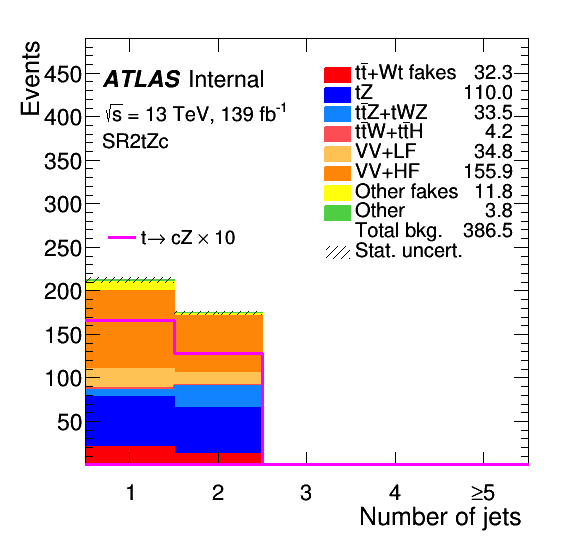 Events
450
400
350
300
250
200
150
100
50
ATLAS Internal
√s = 13 TeV, 139 fb⁻¹
SR2tZc
t→ cZ × 10
tt̄+Wt fakes 32.3
tZ 110.0
tt̄Z+tWZ 33.5
tt̄W+tt̄H 4.2
VV+LF 34.8
VV+HF 155.9
Other fakes 11.8
Other 3.8
Total bkg. 386.5
Stat. uncert.
1 2 3 4 ≥5
Number of jets